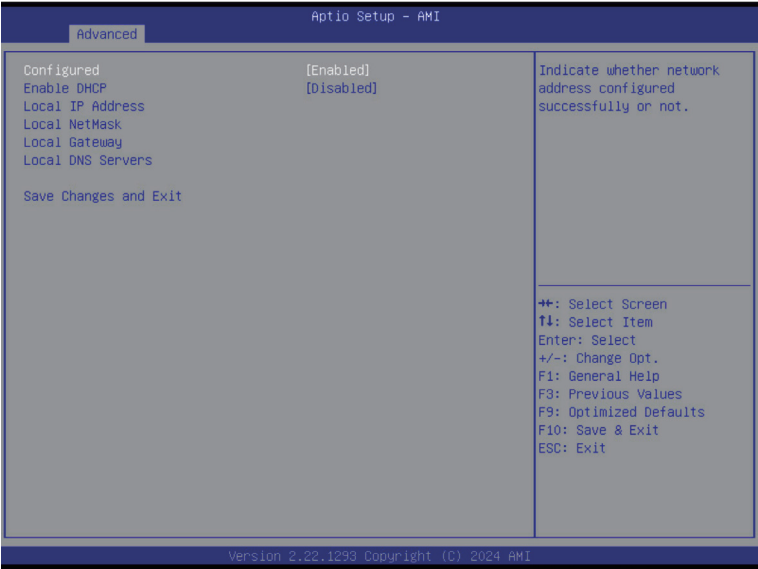 Aptio Setup – AMI
Advanced
Configured [Enabled]
Enable DHCP [Disabled]
Local IP Address
Local NetMask
Local Gateway
Local DNS Servers
Save Changes and Exit
Indicate whether network
address configured
successfully or not.
→←: Select Screen
↑↓: Select Item
Enter: Select
+/-: Change Opt.
F1: General Help
F3: Previous Values
F9: Optimized Defaults
F10: Save & Exit
ESC: Exit
Version 2.22.1293 Copyright (C) 2024 AMI